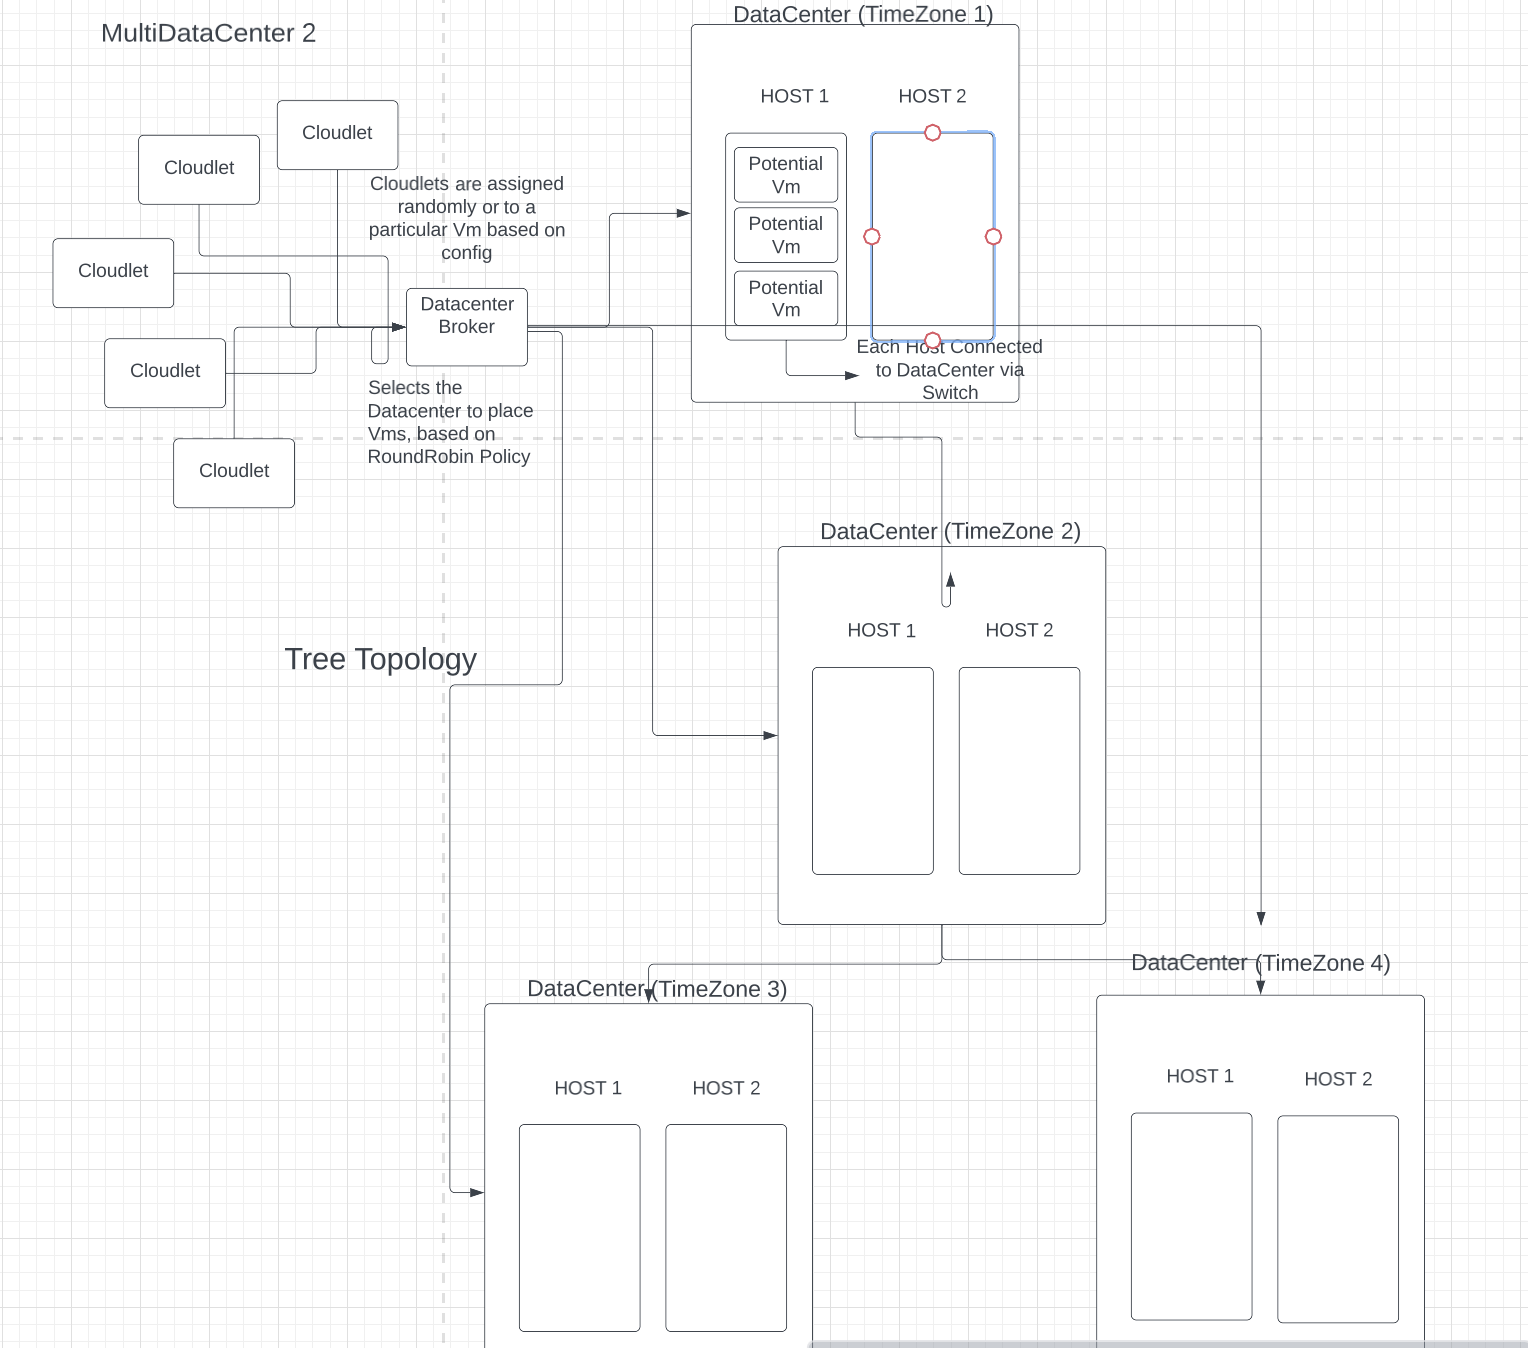 DataCenter (TimeZone 1)
MultiDataCenter 2
HOST 1
HOST 2
Cloudlet
Cloudlet
Cloudlet
Cloudlet
Cloudlet
Cloudlets are assigned
randomly or to a
particular Vm based on
config
Potential
Vm
Potential
Vm
Potential
Vm
Datacenter
Broker
Each Host Connected
to DataCenter via
Switch
Selects the
Datacenter to place
Vms, based on
RoundRobin Policy
DataCenter (TimeZone 2)
HOST 1
HOST 2
Tree Topology
DataCenter (TimeZone 3)
HOST 1
HOST 2
DataCenter (TimeZone 4)
HOST 1
HOST 2